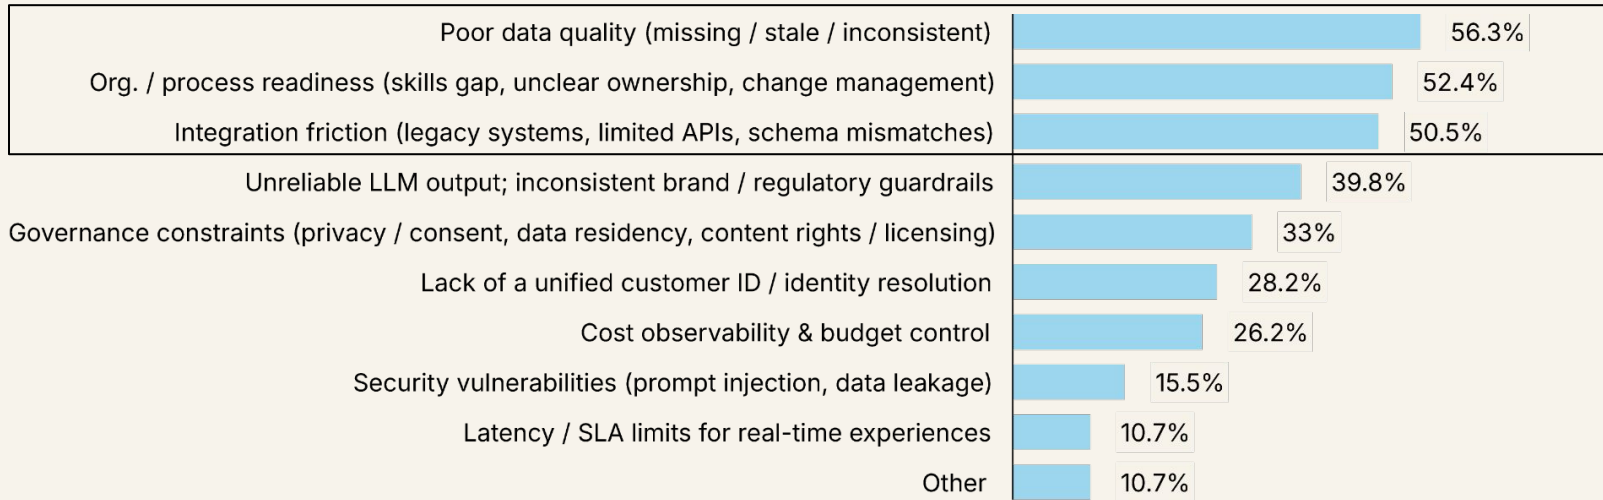 Poor data quality (missing / stale / inconsistent) 56.3%
Org. / process readiness (skills gap, unclear ownership, change management) 52.4%
Integration friction (legacy systems, limited APIs, schema mismatches) 50.5%
Unreliable LLM output; inconsistent brand / regulatory guardrails 39.8%
Governance constraints (privacy / consent, data residency, content rights / licensing) 33%
Lack of a unified customer ID / identity resolution 28.2%
Cost observability & budget control 26.2%
Security vulnerabilities (prompt injection, data leakage) 15.5%
Latency / SLA limits for real-time experiences 10.7%
Other 10.7%